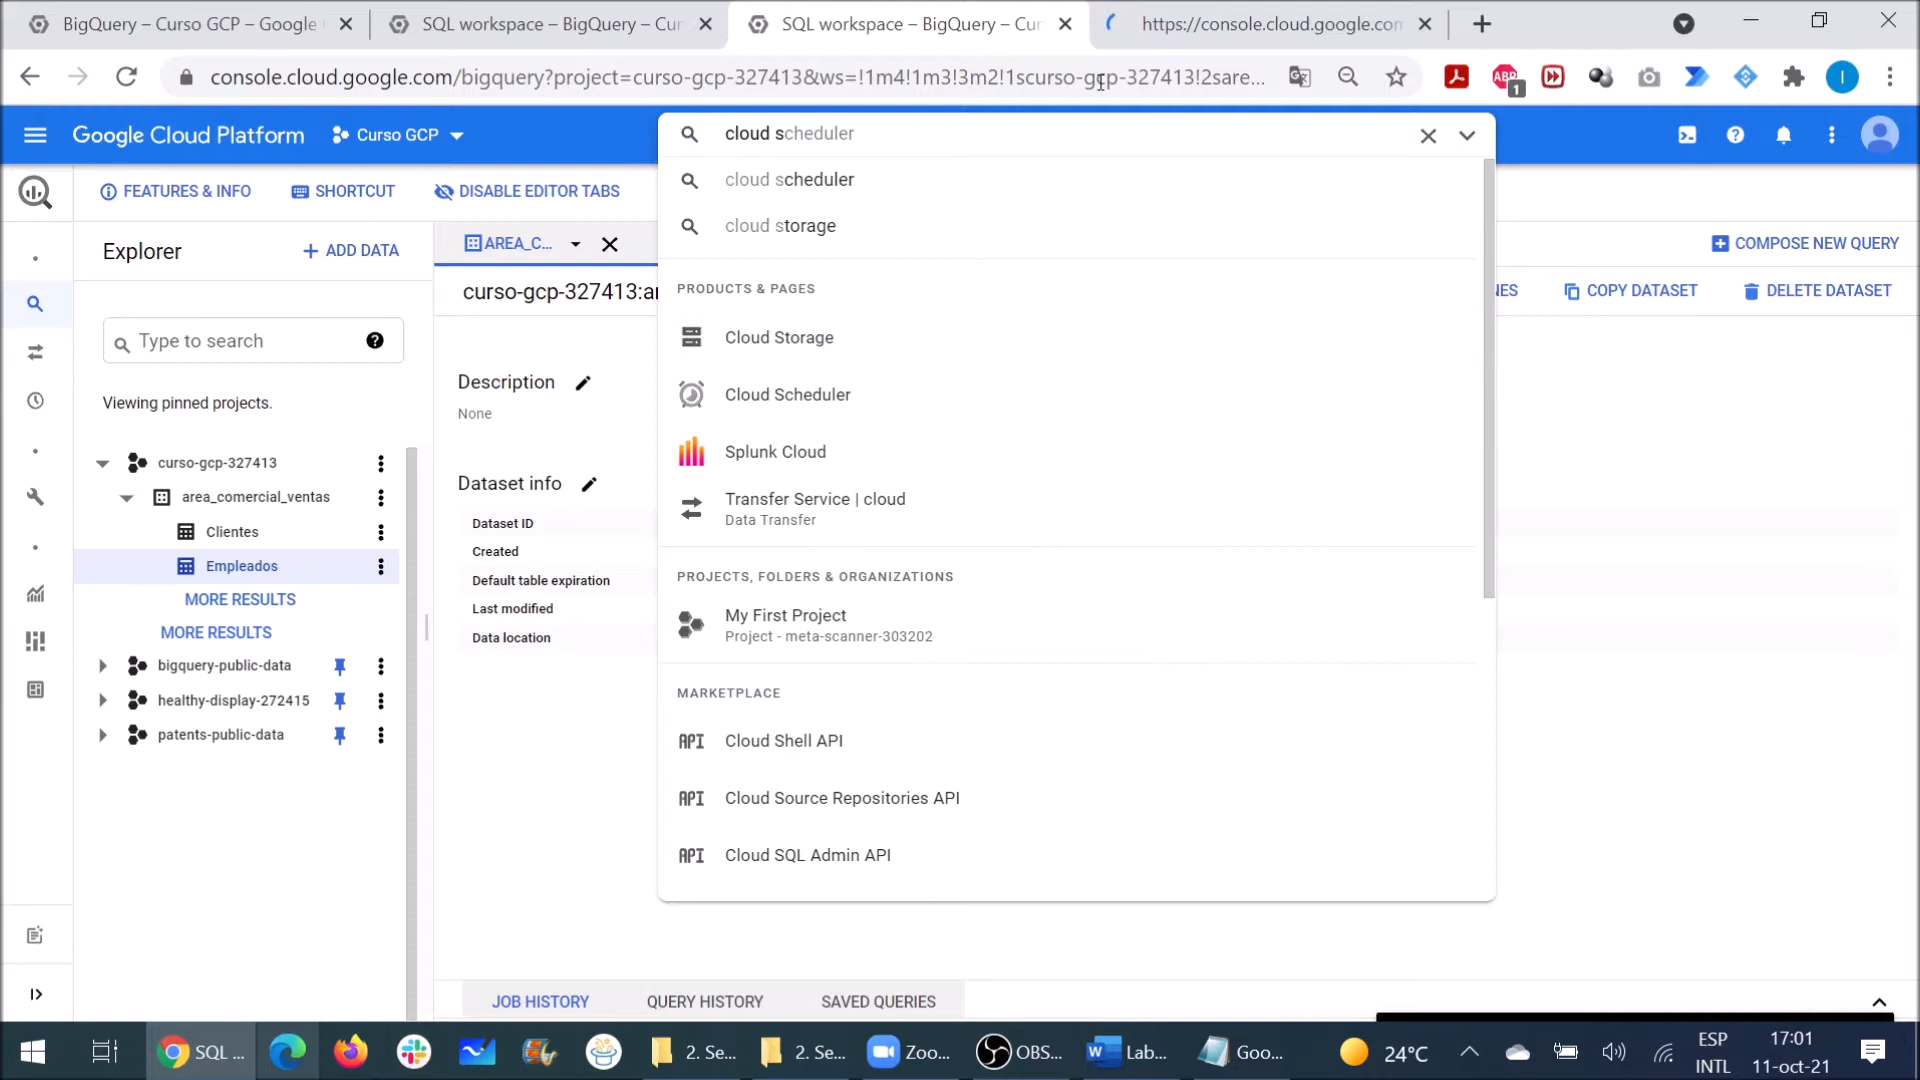 BigQuery – Curso GCP – Google
SQL workspace – BigQuery – Cur
SQL workspace – BigQuery – Cur
https://console.cloud.google.com
console.cloud.google.com/bigquery?project=curso-gcp-327413&ws=!1m4!1m3!3m2!1scurso-gcp-327413!2sare...
ABP
1
I
Google Cloud Platform
Curso GCP
cloud scheduler
FEATURES & INFO
SHORTCUT
DISABLE EDITOR TABS
cloud scheduler
cloud storage
Explorer
ADD DATA
AREA_C...
COMPOSE NEW QUERY
curso-gcp-327413:ar
NES
COPY DATASET
DELETE DATASET
PRODUCTS & PAGES
Type to search
Cloud Storage
Description
None
Cloud Scheduler
Viewing pinned projects.
Splunk Cloud
curso-gcp-327413
Dataset info
area_comercial_ventas
Transfer Service | cloud
Data Transfer
Clientes
Dataset ID
Empleados
Created
MORE RESULTS
Default table expiration
PROJECTS, FOLDERS & ORGANIZATIONS
MORE RESULTS
Last modified
My First Project
Project - meta-scanner-303202
bigquery-public-data
Data location
healthy-display-272415
MARKETPLACE
patents-public-data
API Cloud Shell API
API Cloud Source Repositories API
API Cloud SQL Admin API
JOB HISTORY
QUERY HISTORY
SAVED QUERIES
SQL ...
2. Se...
2. Se...
Zoo...
OBS...
Lab...
Goo...
24°C
ESP
INTL
17:01
11-oct-21